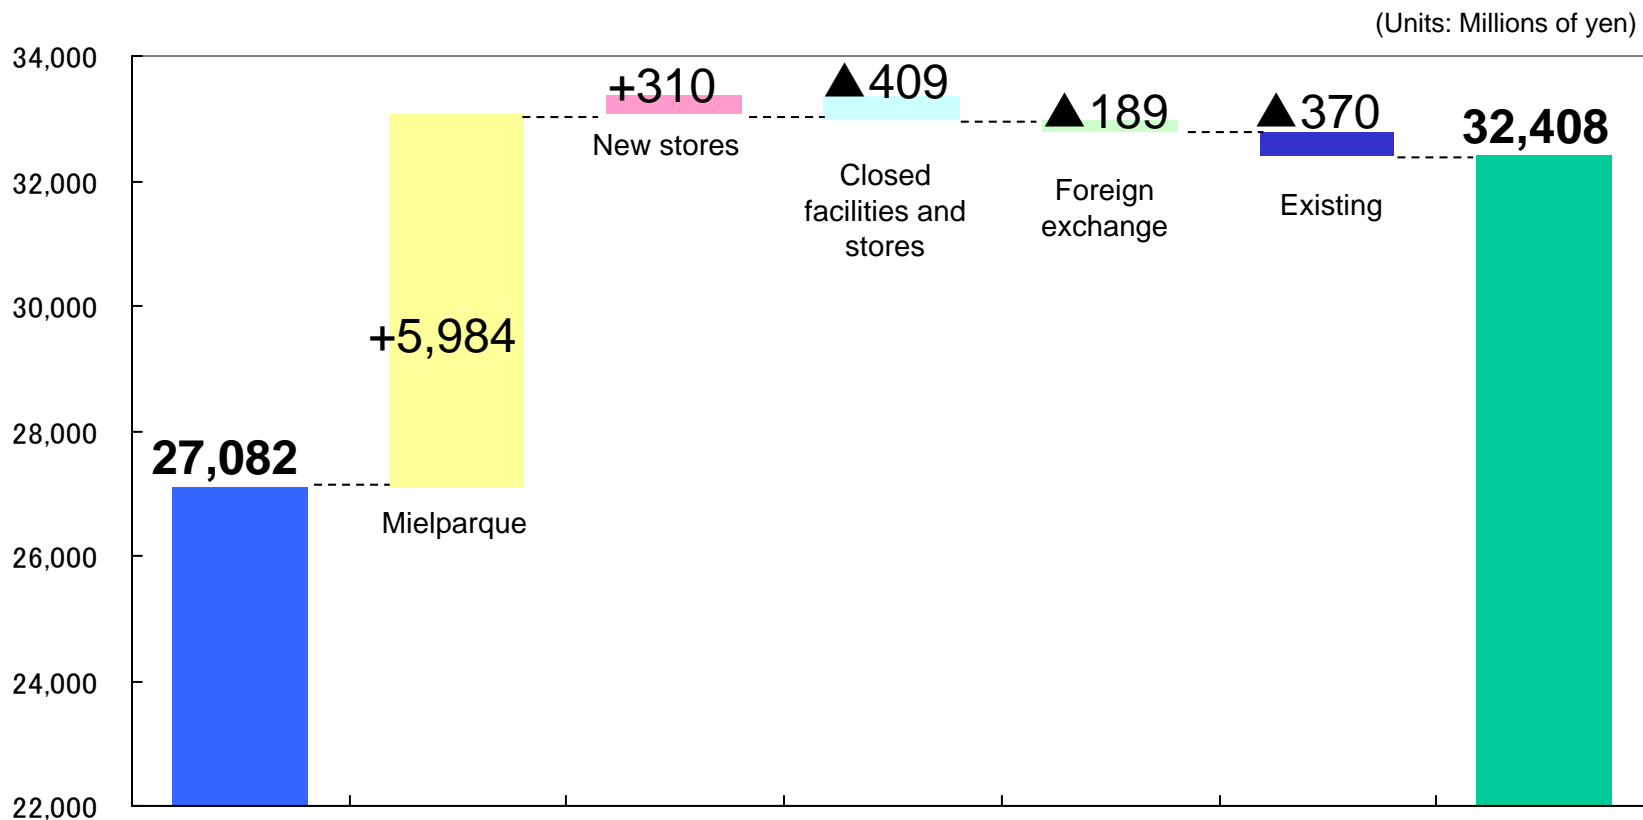 (Units: Millions of yen)
34,000
32,000
30,000
28,000
26,000
24,000
22,000
27,082
+5,984
Mielparque
+310
New stores
▲409
Closed
facilities and
stores
▲189
Foreign
exchange
▲370
Existing
32,408